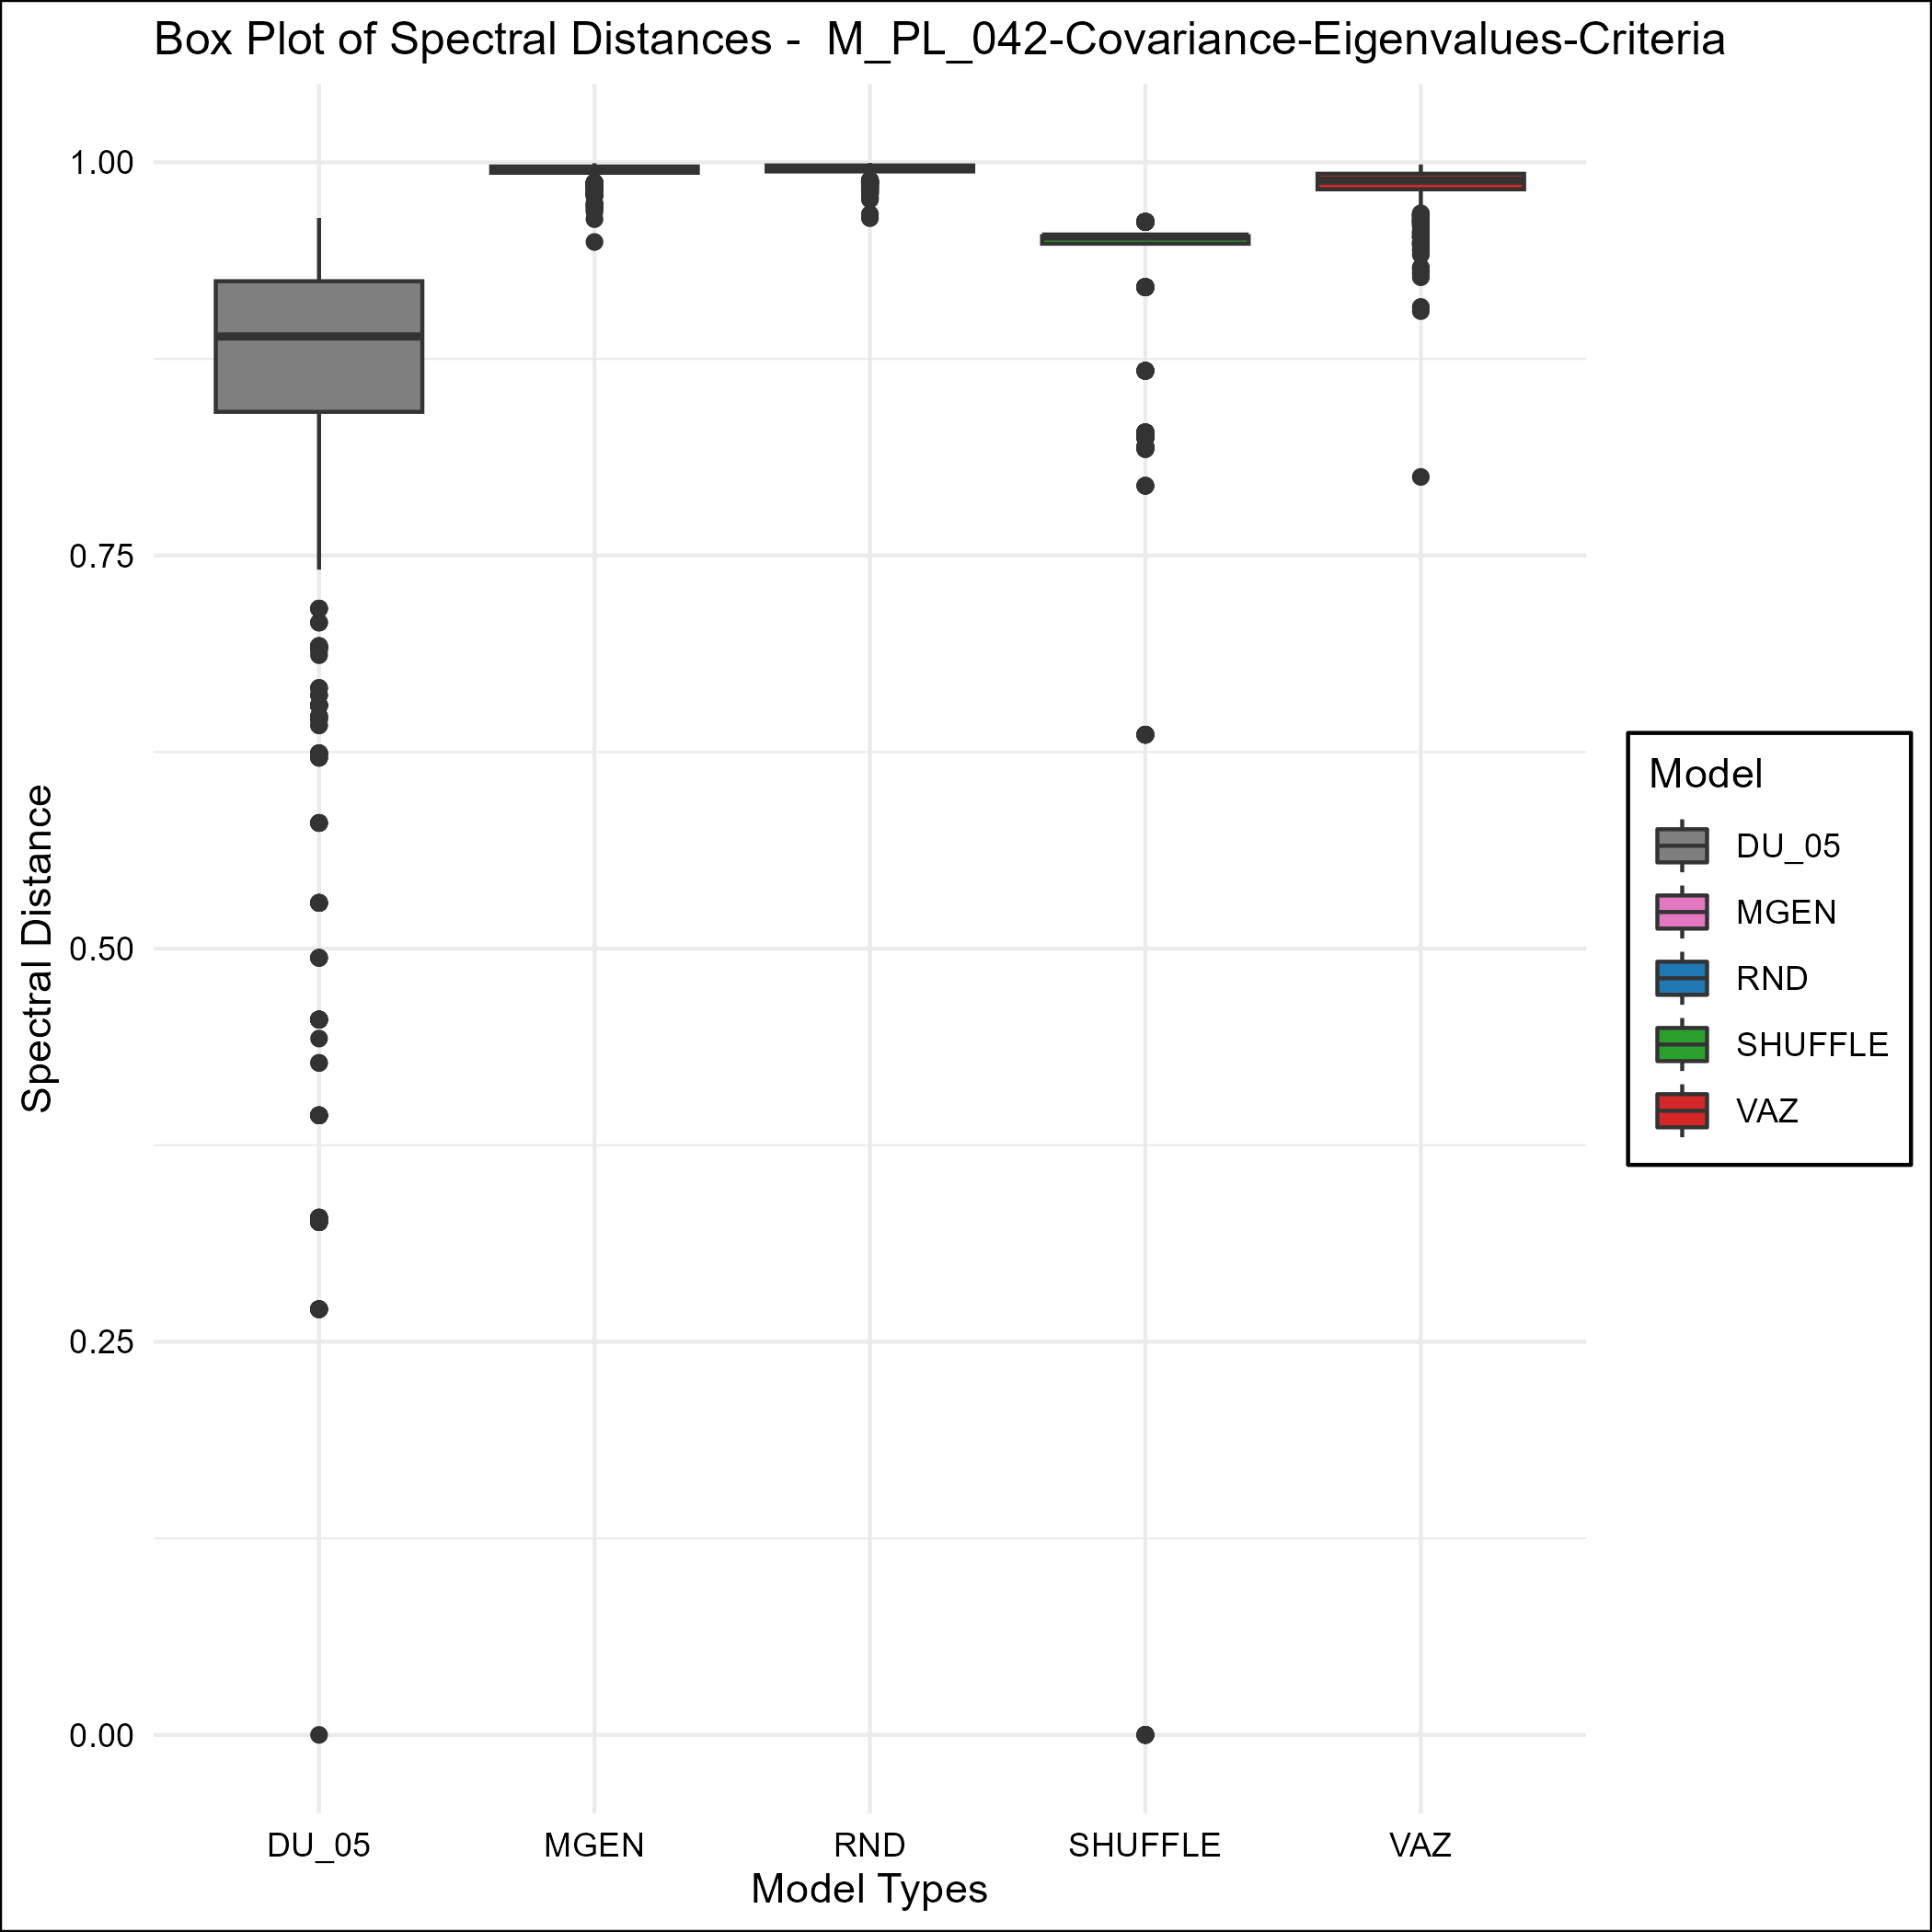 Box Plot of Spectral Distances -  M_PL_042-Covariance-Eigenvalues-Criteria
1.00
0.75
0.50
0.25
0.00
Spectral Distance
DU_05
MGEN
RND
SHUFFLE
VAZ
Model Types
Model
DU_05
MGEN
RND
SHUFFLE
VAZ